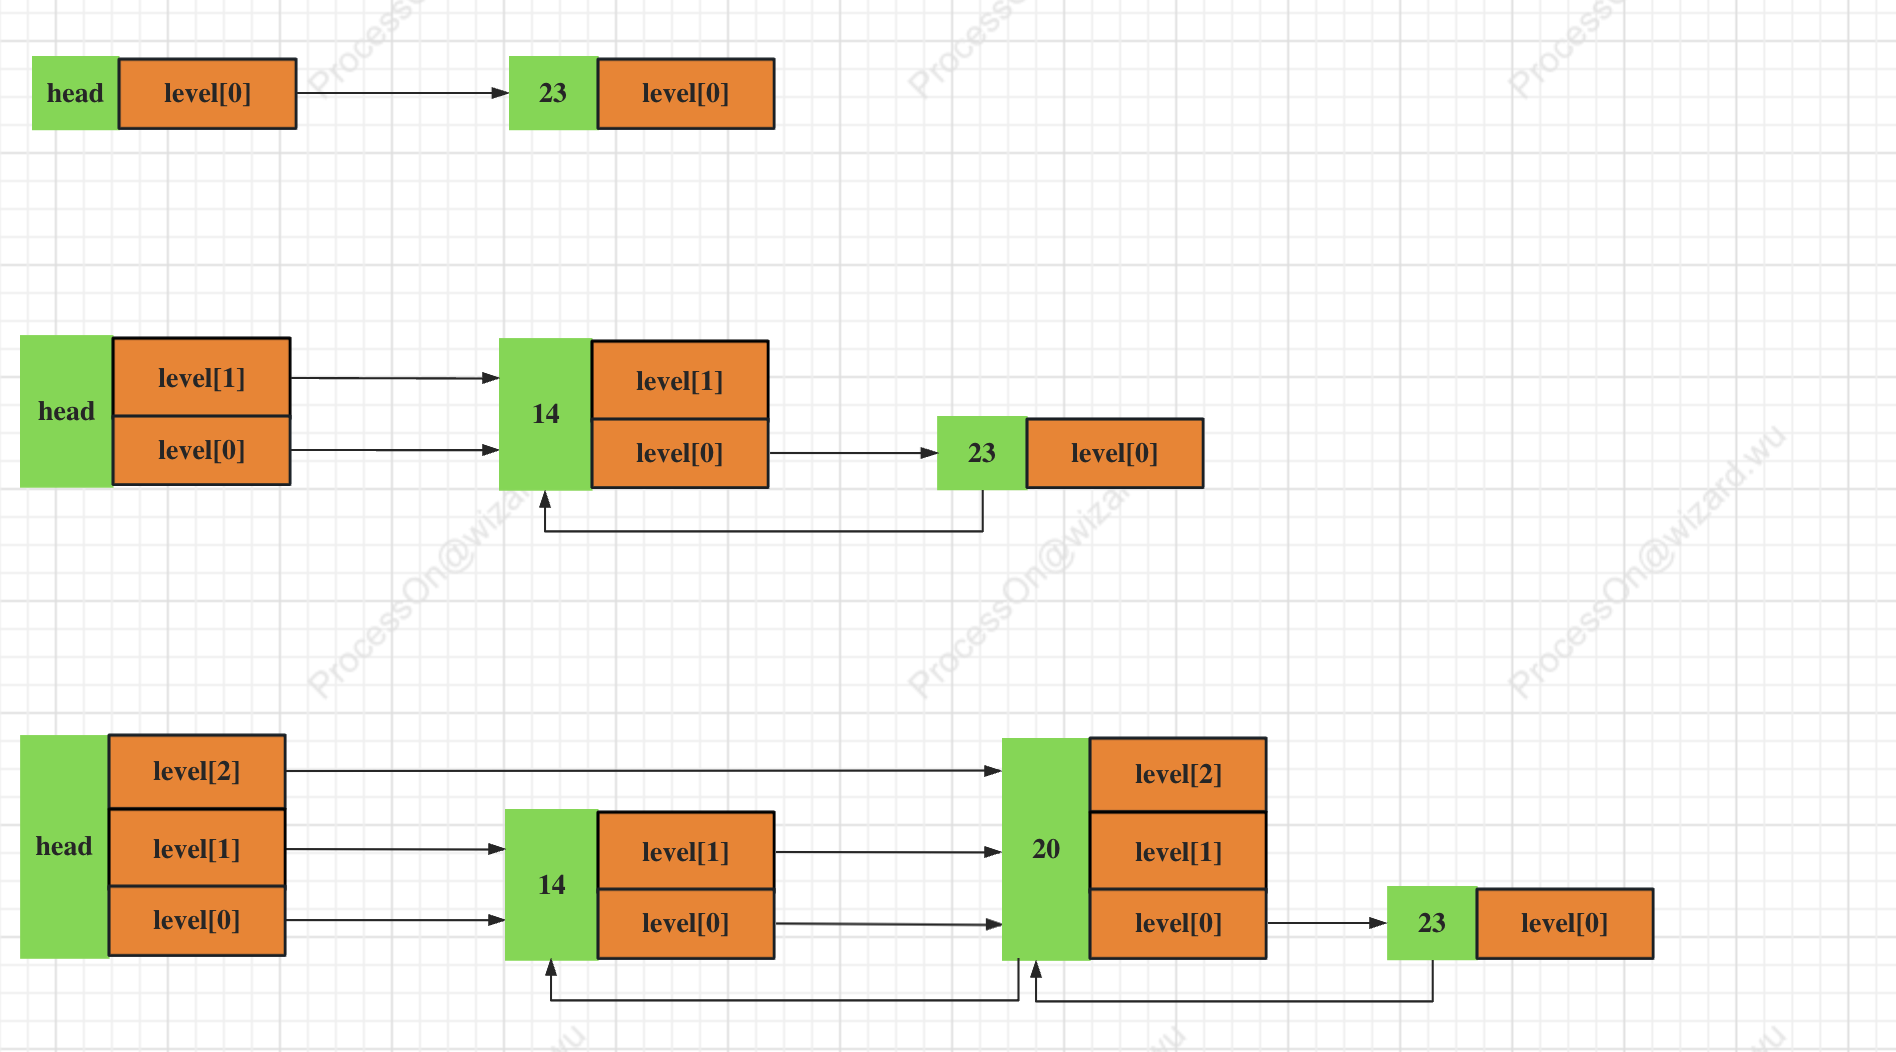 head level[0] 23 level[0]
head level[1] 14 level[1]
level[0] level[0] 23 level[0]
head level[2] 20 level[2]
level[1] 14 level[1] level[1]
level[0] level[0] level[0] 23 level[0]
ProcessOn@wizard.wu